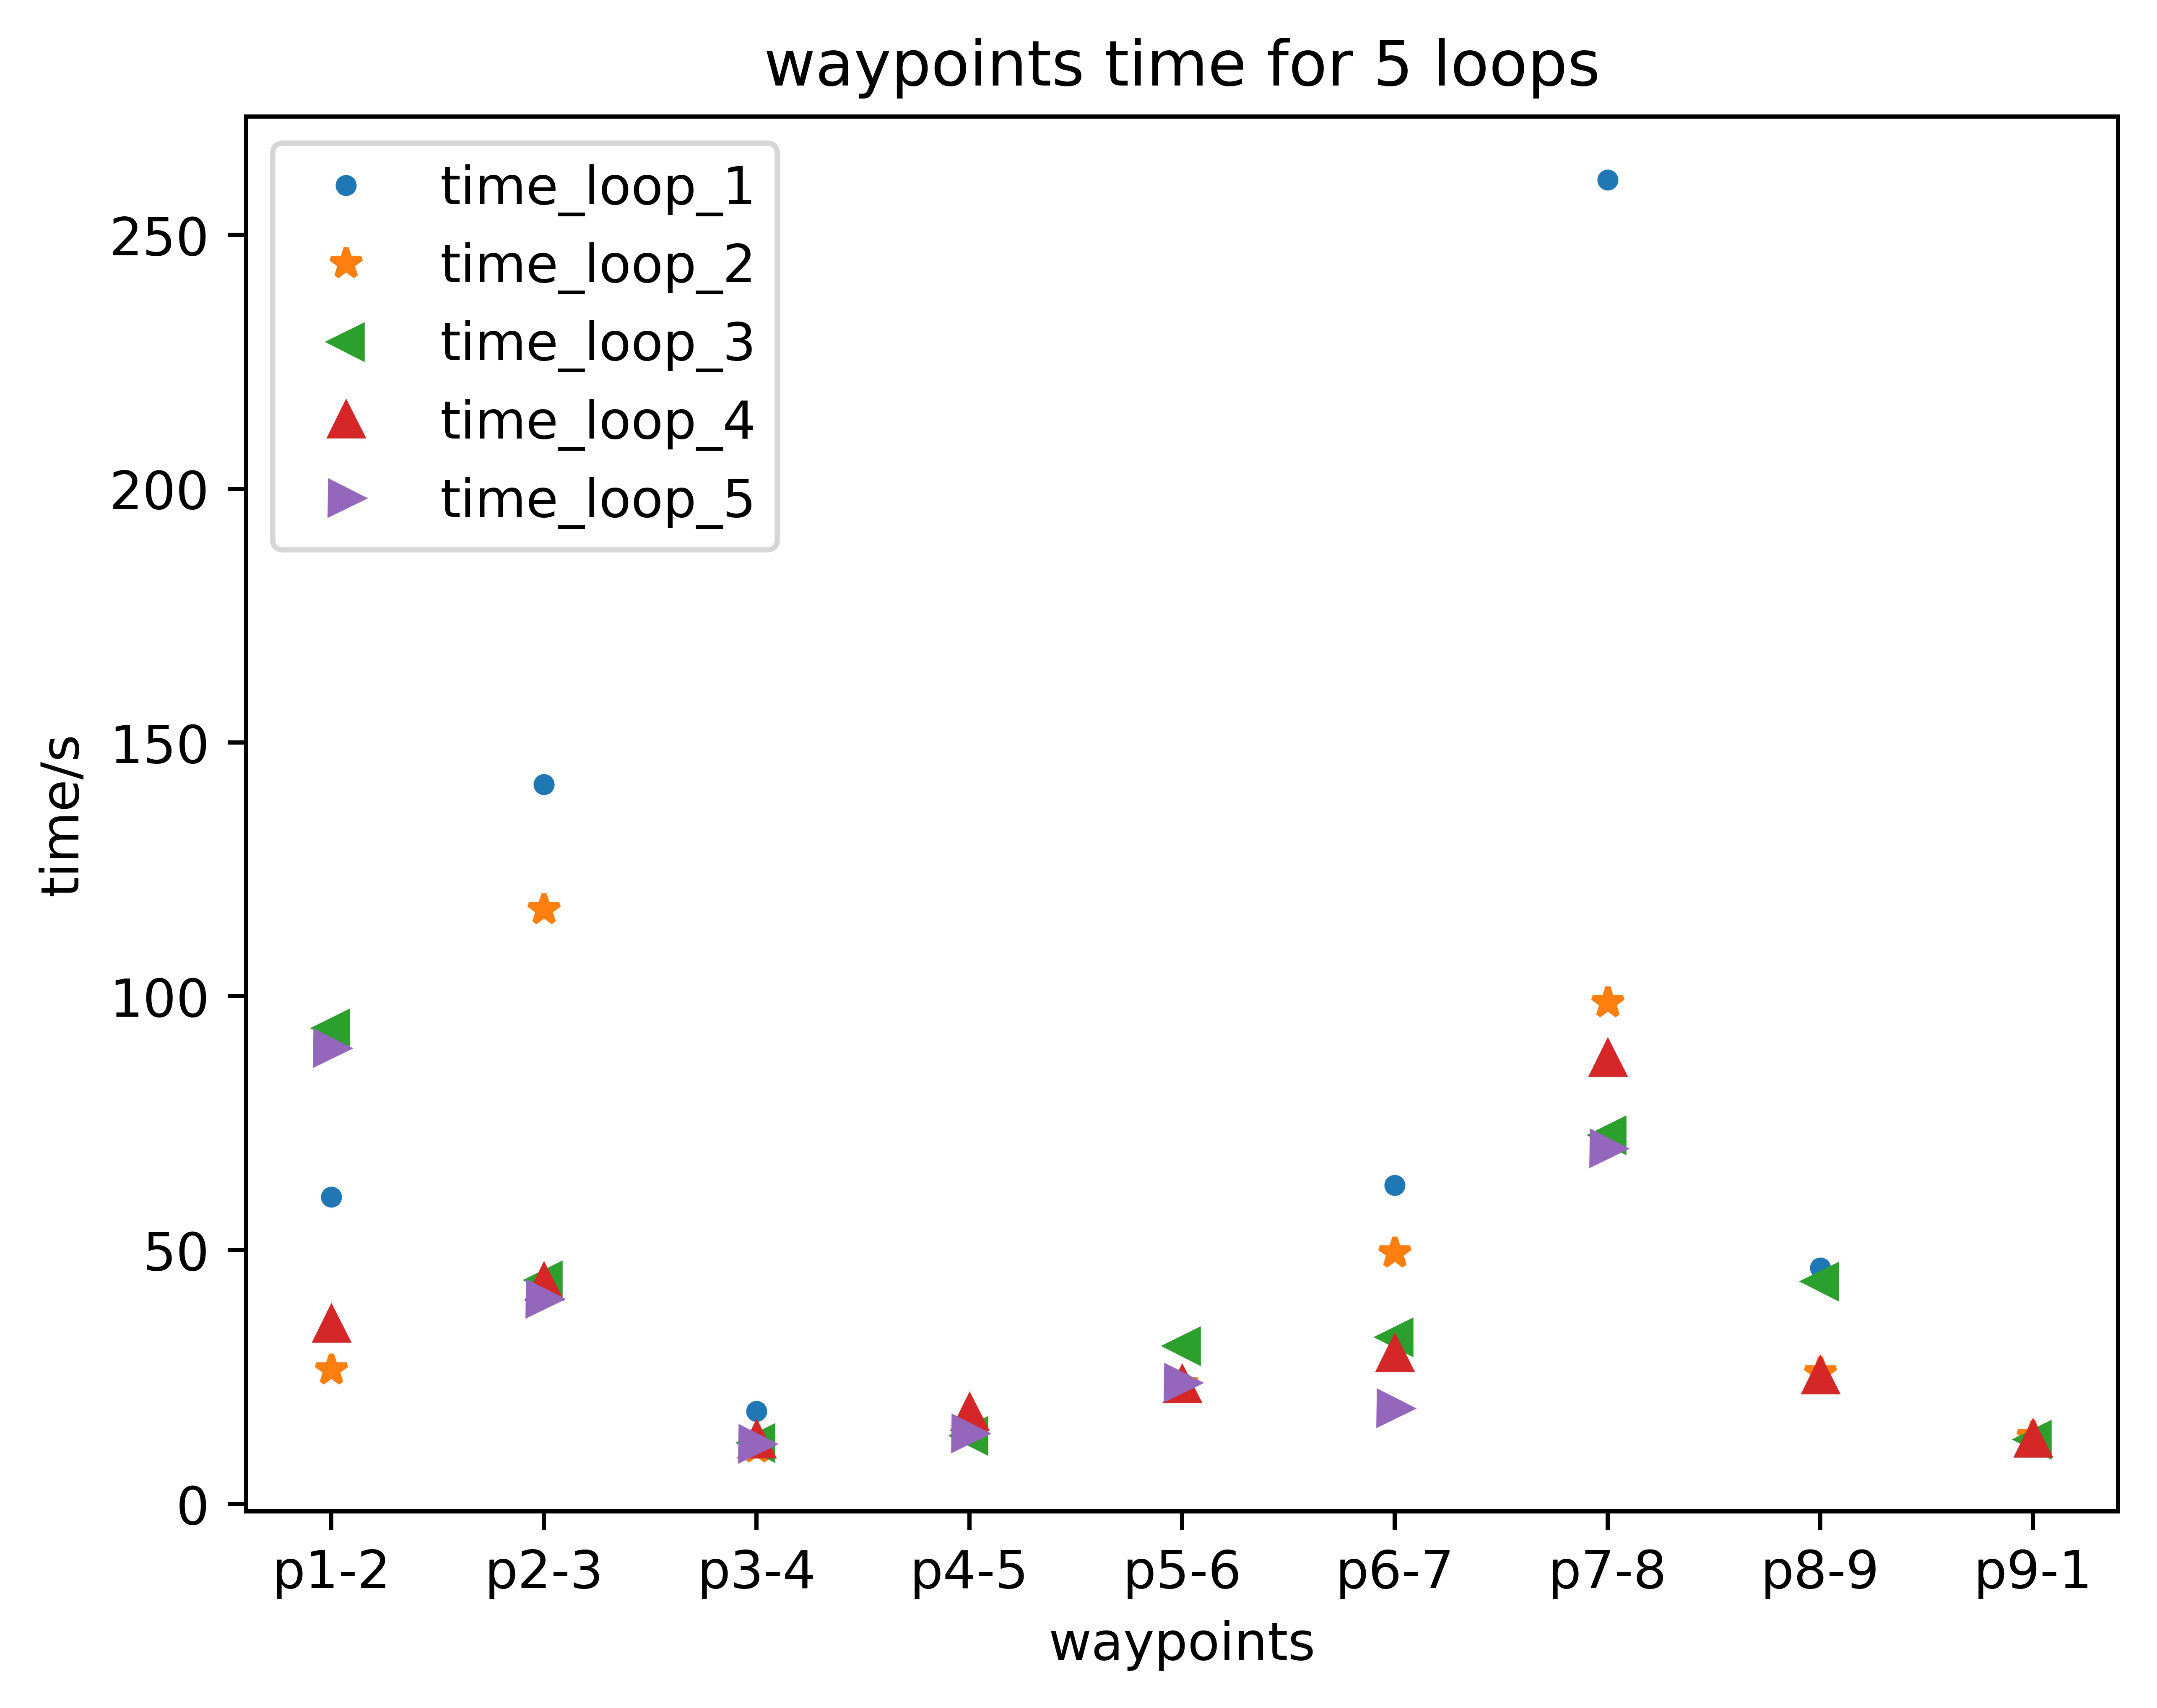 waypoints time for 5 loops
time_loop_1
time_loop_2
time_loop_3
time_loop_4
time_loop_5
250
200
150
100
50
0
time/s
p1-2 p2-3 p3-4 p4-5 p5-6 p6-7 p7-8 p8-9 p9-1
waypoints